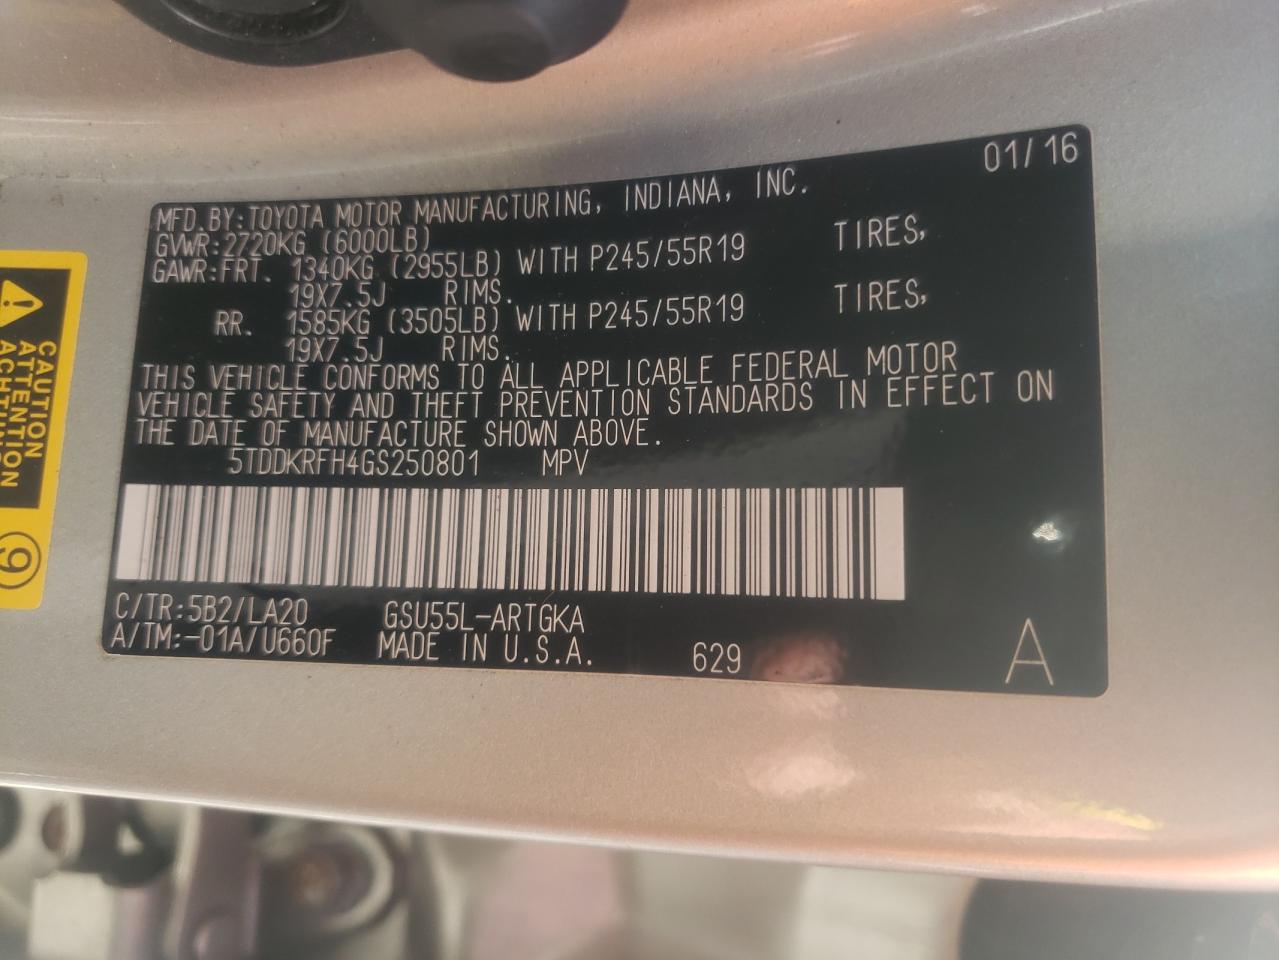 01/16
MFD.BY:TOYOTA MOTOR MANUFACTURING, INDIANA, INC.
GVWR:2720KG (6000LB)
GAWR:FRT. 1340KG (2955LB) WITH P245/55R19 TIRES,
19X7.5J RIMS.
RR. 1585KG (3505LB) WITH P245/55R19 TIRES,
19X7.5J RIMS.
THIS VEHICLE CONFORMS TO ALL APPLICABLE FEDERAL MOTOR
VEHICLE SAFETY AND THEFT PREVENTION STANDARDS IN EFFECT ON
THE DATE OF MANUFACTURE SHOWN ABOVE.
5TDDKRFH4GS250801 MPV
C/TR:5B2/LA20 GSU55L-ARTGKA
A/TM:-01A/U660F MADE IN U.S.A. 629 A
CAUTION
ATTENTION
ACHTUNG
9